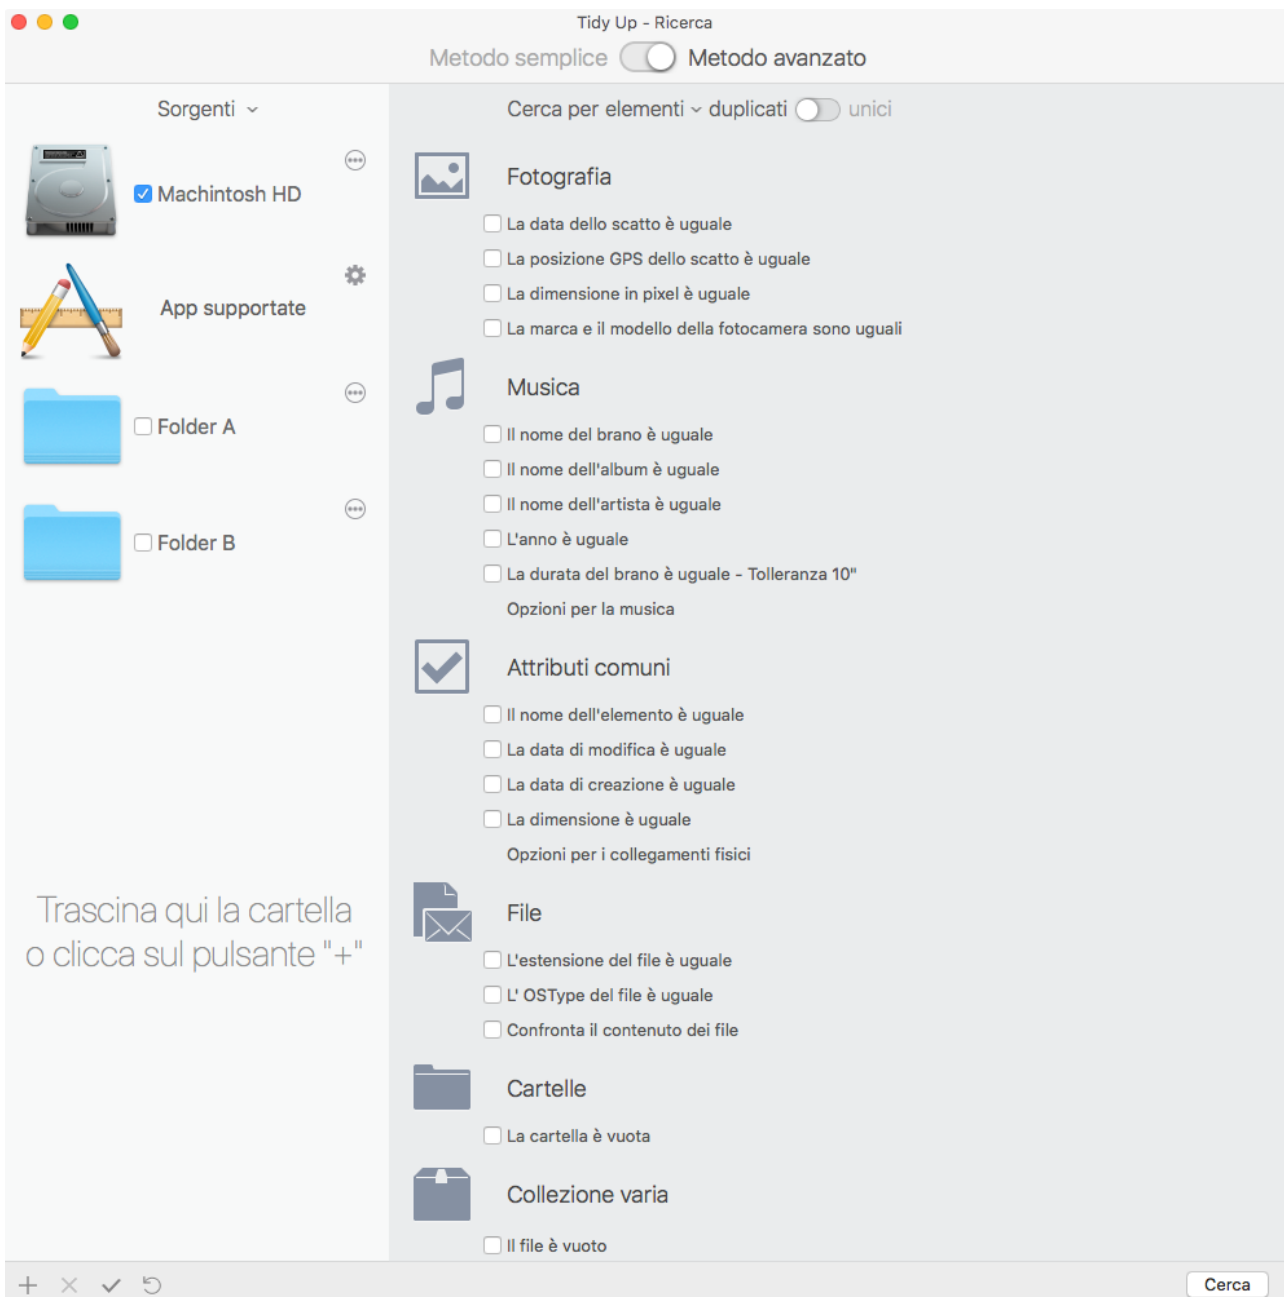 Tidy Up - Ricerca
Metodo semplice Metodo avanzato
Sorgenti
Machintosh HD
App supportate
Folder A
Folder B
Trascina qui la cartella
o clicca sul pulsante "+"
Cerca per elementi duplicati unici
Fotografia
La data dello scatto è uguale
La posizione GPS dello scatto è uguale
La dimensione in pixel è uguale
La marca e il modello della fotocamera sono uguali
Musica
Il nome del brano è uguale
Il nome dell'album è uguale
Il nome dell'artista è uguale
L'anno è uguale
La durata del brano è uguale - Tolleranza 10"
Opzioni per la musica
Attributi comuni
Il nome dell'elemento è uguale
La data di modifica è uguale
La data di creazione è uguale
La dimensione è uguale
Opzioni per i collegamenti fisici
File
L'estensione del file è uguale
L' OSType del file è uguale
Confronta il contenuto dei file
Cartelle
La cartella è vuota
Collezione varia
Il file è vuoto
Cerca